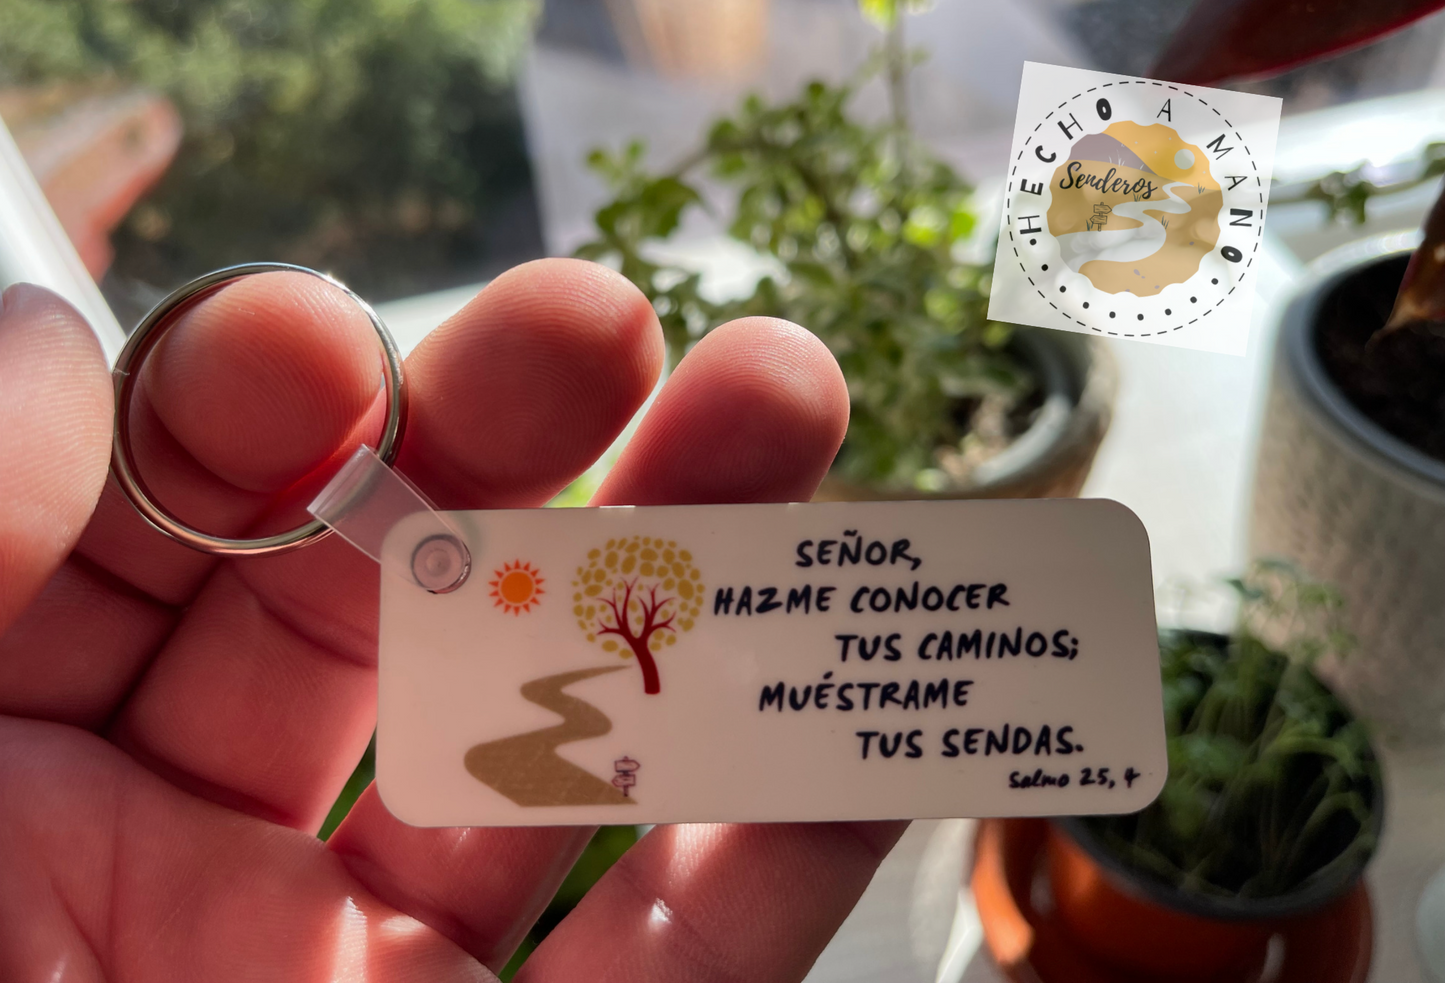 HECHO A MANO
Senderos
SEÑOR,
HAZME CONOCER
TUS CAMINOS;
MUÉSTRAME
TUS SENDAS.
Salmo 25, 4